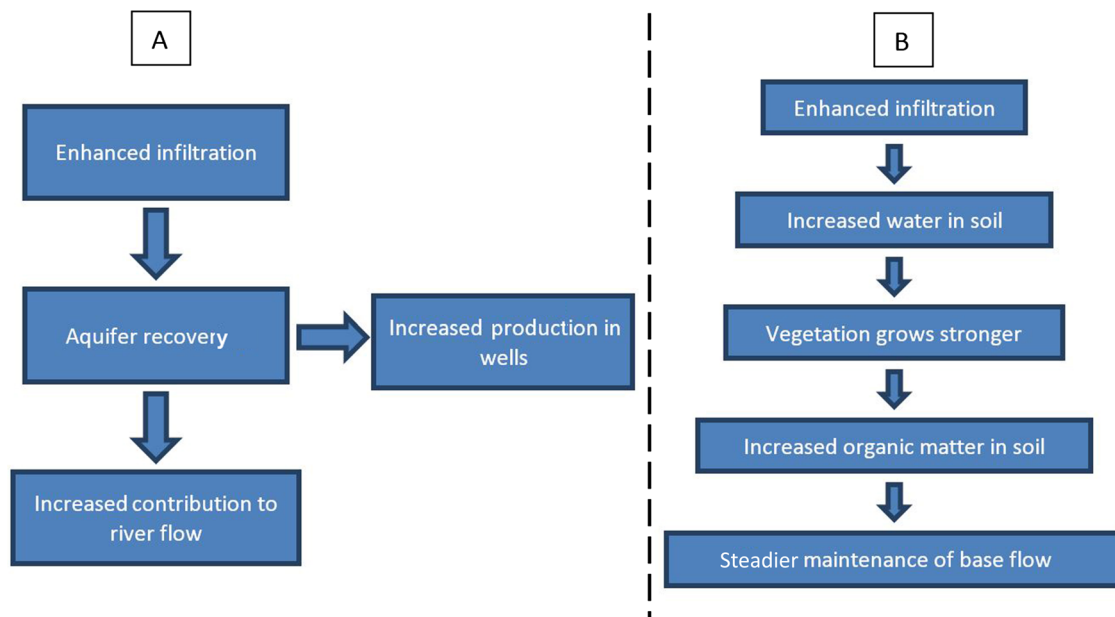 A
Enhanced infiltration
Aquifer recovery
Increased production in
wells
Increased contribution to
river flow
B
Enhanced infiltration
Increased water in soil
Vegetation grows stronger
Increased organic matter in soil
Steadier maintenance of base flow